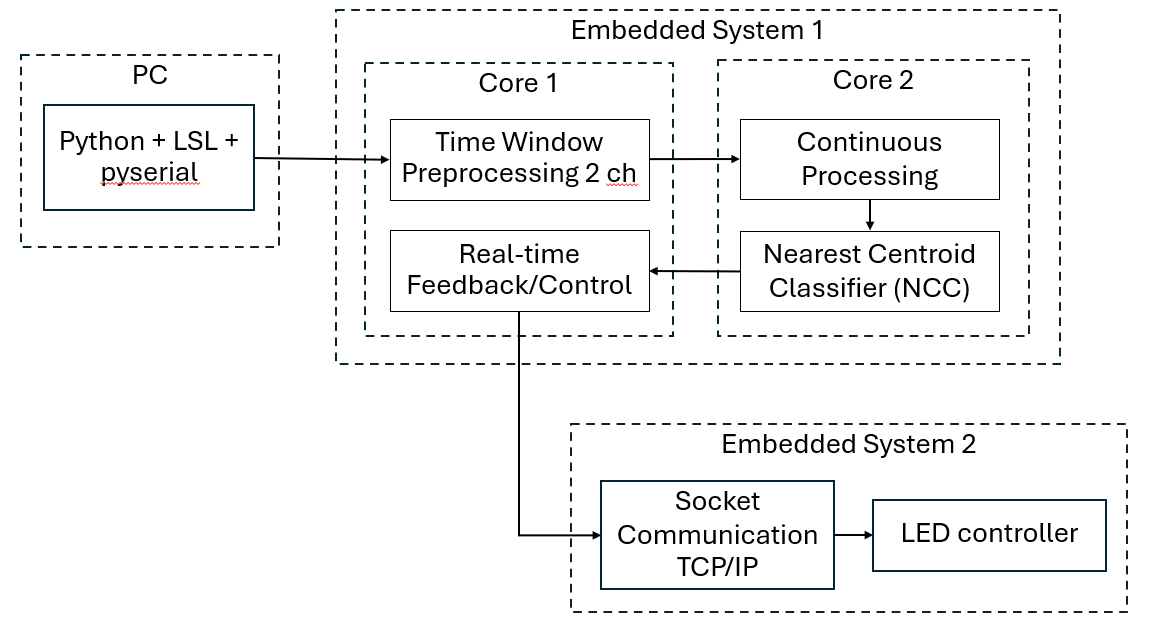 Embedded System 1
PC
Core 1
Core 2
Python + LSL +
pyserial
Time Window
Preprocessing 2 ch
Continuous
Processing
Real-time
Feedback/Control
Nearest Centroid
Classifier (NCC)
Embedded System 2
Socket
Communication
TCP/IP
LED controller